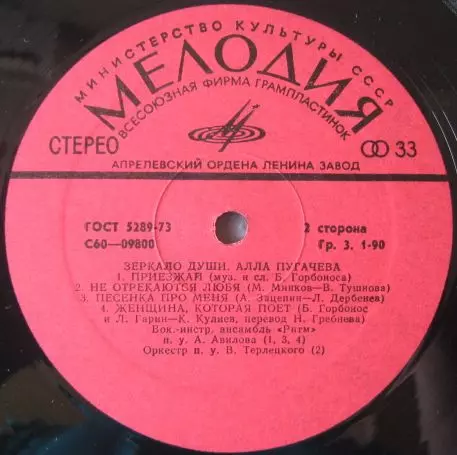 МИНИСТЕРСТВО КУЛЬТУРЫ СССР
МЕЛОДИЯ
ВСЕСОЮЗНАЯ ФИРМА ГРАМПЛАСТИНОК
СТЕРЕО
33
АПРЕЛЕВСКИЙ ОРДЕНА ЛЕНИНА ЗАВОД
ГОСТ 5289-73 2 сторона
С60—09800 Гр. 3. 1-90
ЗЕРКАЛО ДУШИ. АЛЛА ПУГАЧЕВА
1. ПРИЕЗЖАЙ (муз. и сл. Б. Горбоноса)
2. НЕ ОТРЕКАЮТСЯ ЛЮБЯ (М. Минков—В. Тушнова)
3. ПЕСЕНКА ПРО МЕНЯ (А. Зацепин—Л. Дербенев)
4. ЖЕНЩИНА, КОТОРАЯ ПОЕТ (Б. Горбонос
и Л. Гарин—К. Кулиев, перевод Н. Гребнева)
Вок.-инстр. ансамбль «Ритм»
п. у. А. Авилова (1, 3, 4)
Оркестр п. у. В. Терлецкого (2)